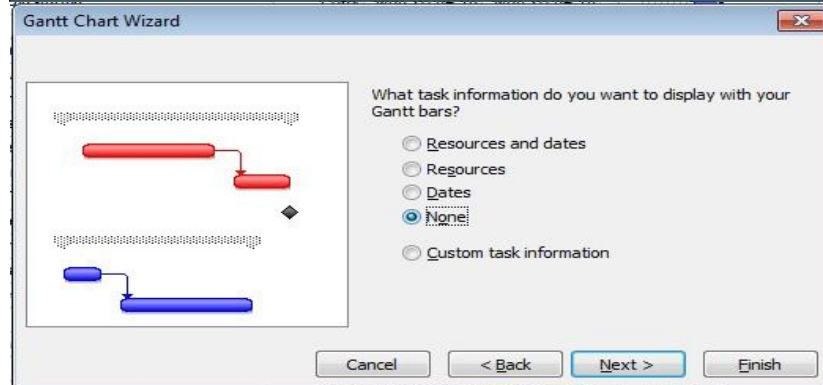 Gantt Chart Wizard
What task information do you want to display with your
Gantt bars?
Resources and dates
Resources
Dates
None
Custom task information
Cancel < Back Next > Finish